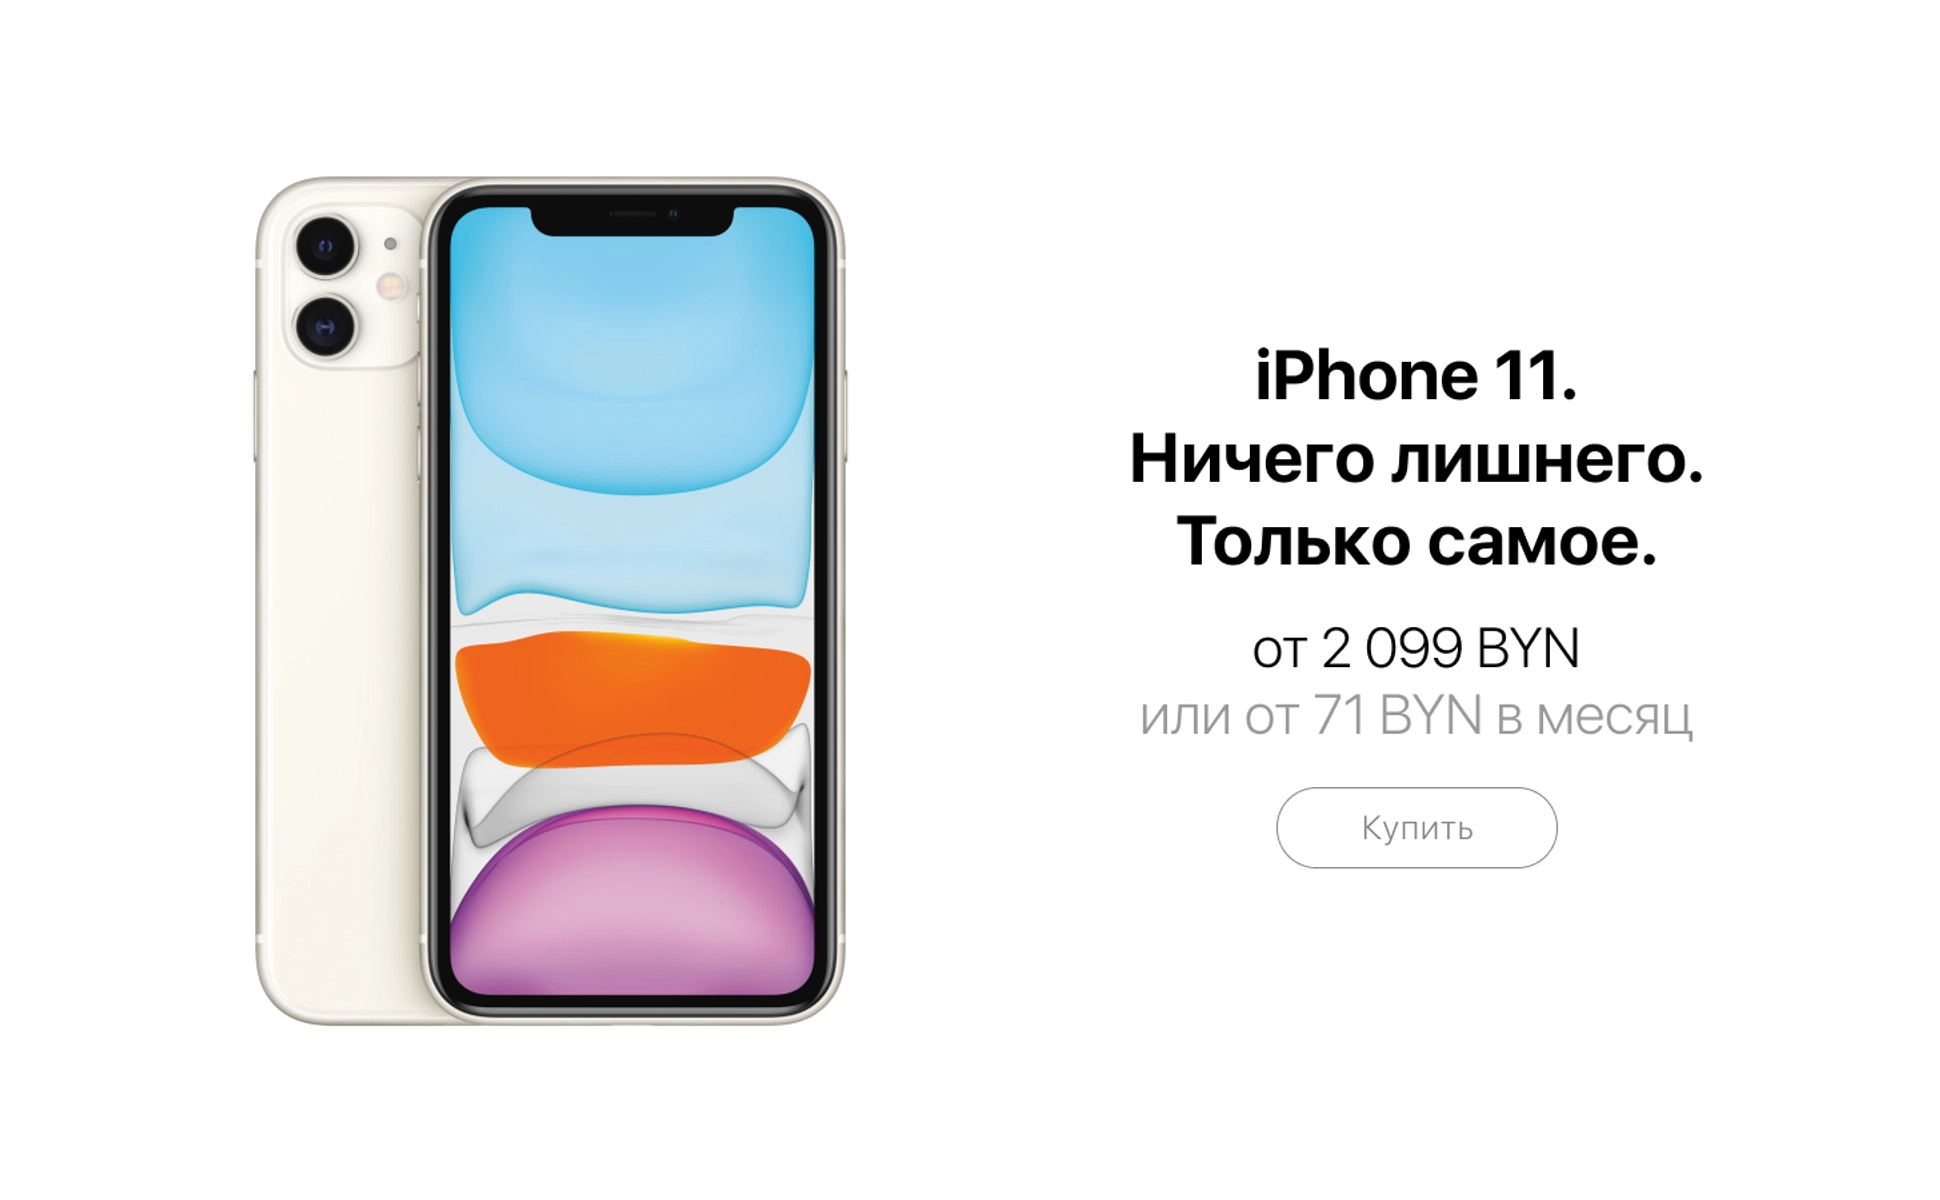 iPhone 11.
Ничего лишнего.
Только самое.
от 2 099 BYN
или от 71 BYN в месяц
Купить